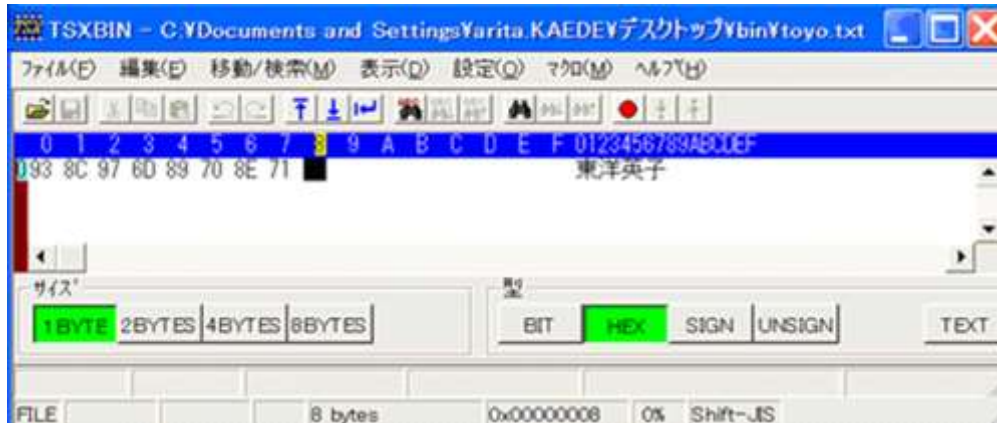 TSXBIN - C:¥Documents and Settings¥arita.KAEDE¥デスクトップ¥bin¥toyo.txt
ファイル(F) 編集(E) 移動/検索(M) 表示(D) 設定(O) マクロ(M) ヘルプ(H)
0 1 2 3 4 5 6 7 8 9 A B C D E F 0123456789ABCDEF
093 8C 97 6D 89 70 8E 71 東洋英子
サイズ 型
1BYTE 2BYTES 4BYTES 8BYTES BIT HEX SIGN UNSIGN TEXT
FILE 8 bytes 0x00000008 0% Shift-JIS